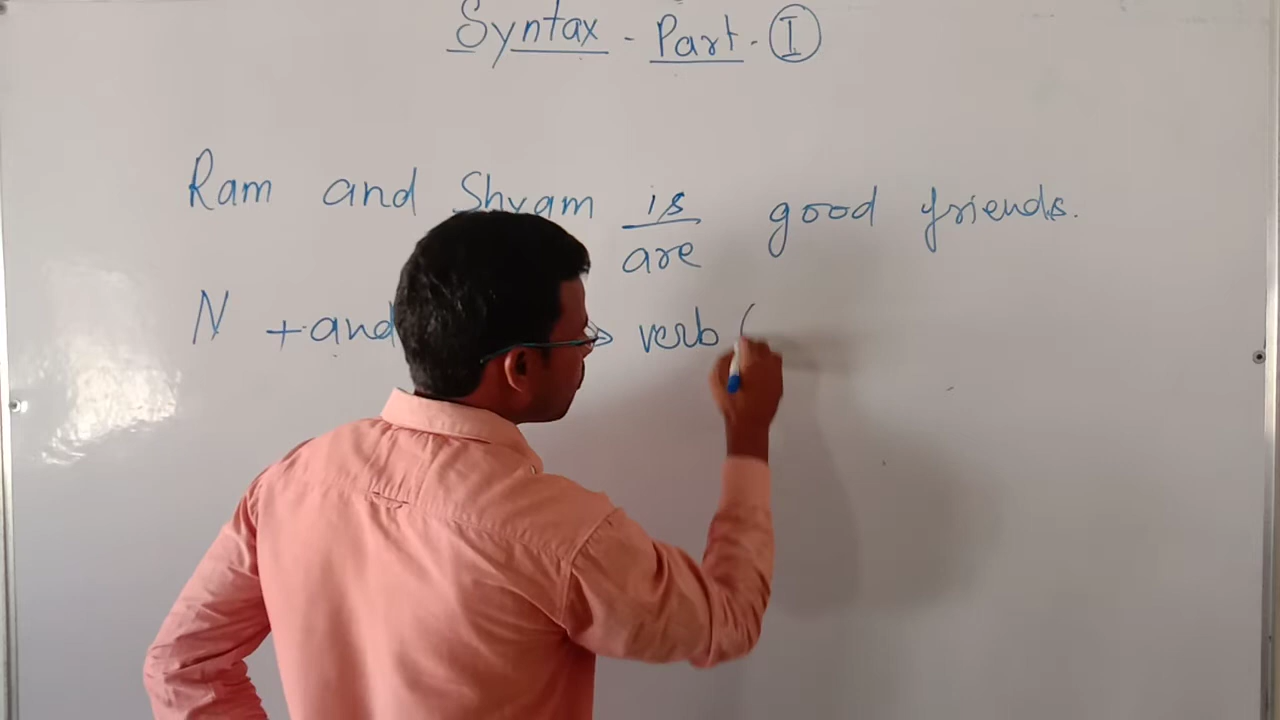 Syntax - Part - I
Ram and Shyam is good friends.
are
N + and → verb (